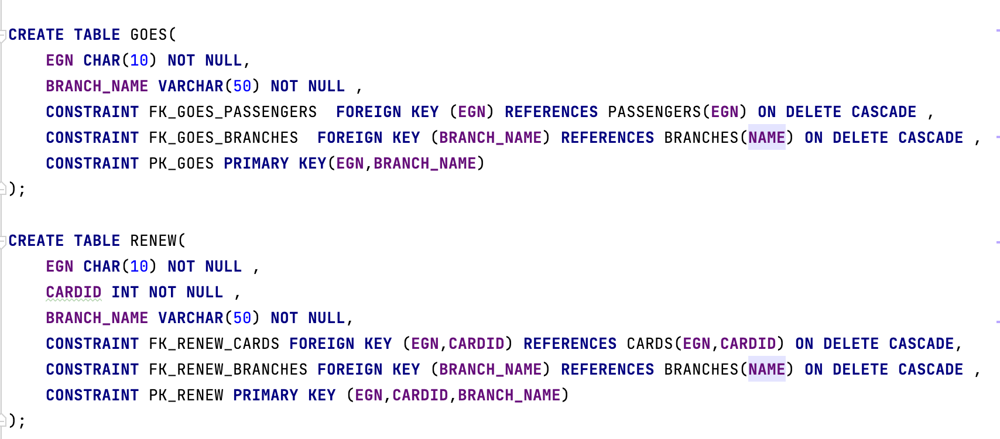 CREATE TABLE GOES(
    EGN CHAR(10) NOT NULL,
    BRANCH_NAME VARCHAR(50) NOT NULL ,
    CONSTRAINT FK_GOES_PASSENGERS  FOREIGN KEY (EGN) REFERENCES PASSENGERS(EGN) ON DELETE CASCADE ,
    CONSTRAINT FK_GOES_BRANCHES  FOREIGN KEY (BRANCH_NAME) REFERENCES BRANCHES(NAME) ON DELETE CASCADE ,
    CONSTRAINT PK_GOES PRIMARY KEY(EGN,BRANCH_NAME)
);
CREATE TABLE RENEW(
    EGN CHAR(10) NOT NULL ,
    CARDID INT NOT NULL ,
    BRANCH_NAME VARCHAR(50) NOT NULL,
    CONSTRAINT FK_RENEW_CARDS FOREIGN KEY (EGN,CARDID) REFERENCES CARDS(EGN,CARDID) ON DELETE CASCADE,
    CONSTRAINT FK_RENEW_BRANCHES FOREIGN KEY (BRANCH_NAME) REFERENCES BRANCHES(NAME) ON DELETE CASCADE ,
    CONSTRAINT PK_RENEW PRIMARY KEY (EGN,CARDID,BRANCH_NAME)
);